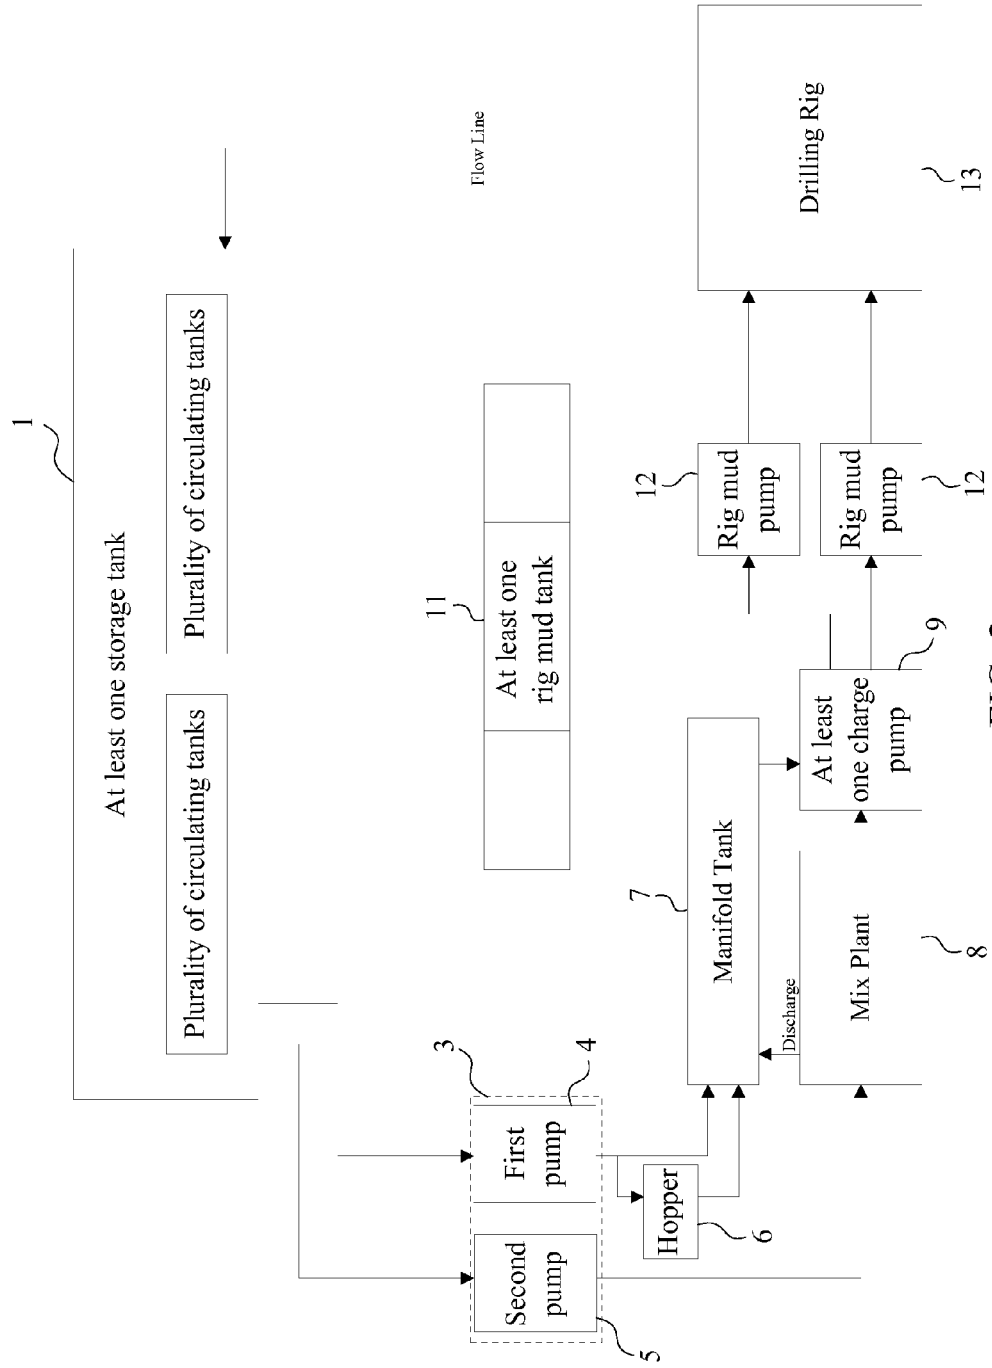 1
At least one storage tank
Plurality of circulating tanks
Plurality of circulating tanks
Flow Line
3
4
First
pump
Second
pump
5
Hopper
6
11
At least one
rig mud tank
7
Manifold Tank
Discharge
Mix Plant
8
At least
one charge
pump
9
12
Rig mud
pump
Rig mud
pump
12
Drilling Rig
13